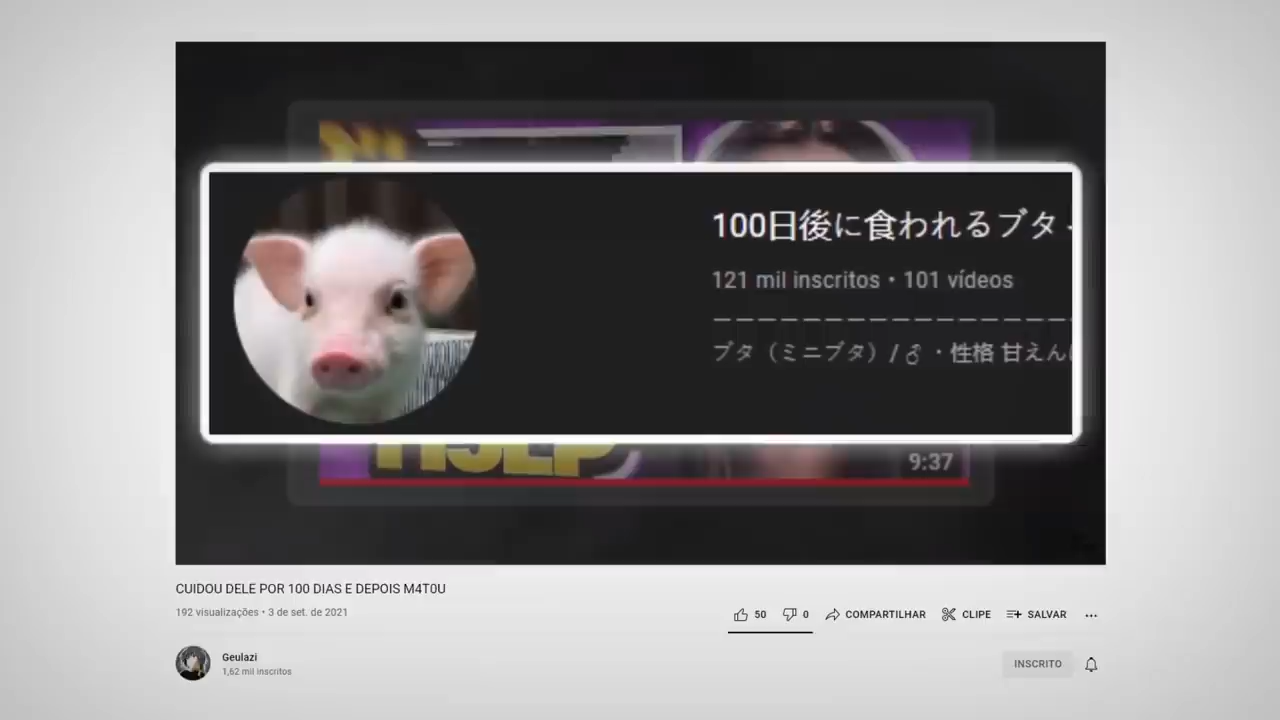 100日後に食われるブタ
121 mil inscritos • 101 vídeos
ブタ（ミニブタ）/ ♂ ・性格 甘えん
9:37
CUIDOU DELE POR 100 DIAS E DEPOIS M4T0U
192 visualizações • 3 de set. de 2021
50 0 COMPARTILHAR CLIPE SALVAR ...
Geulazi
1,62 mil inscritos
INSCRITO